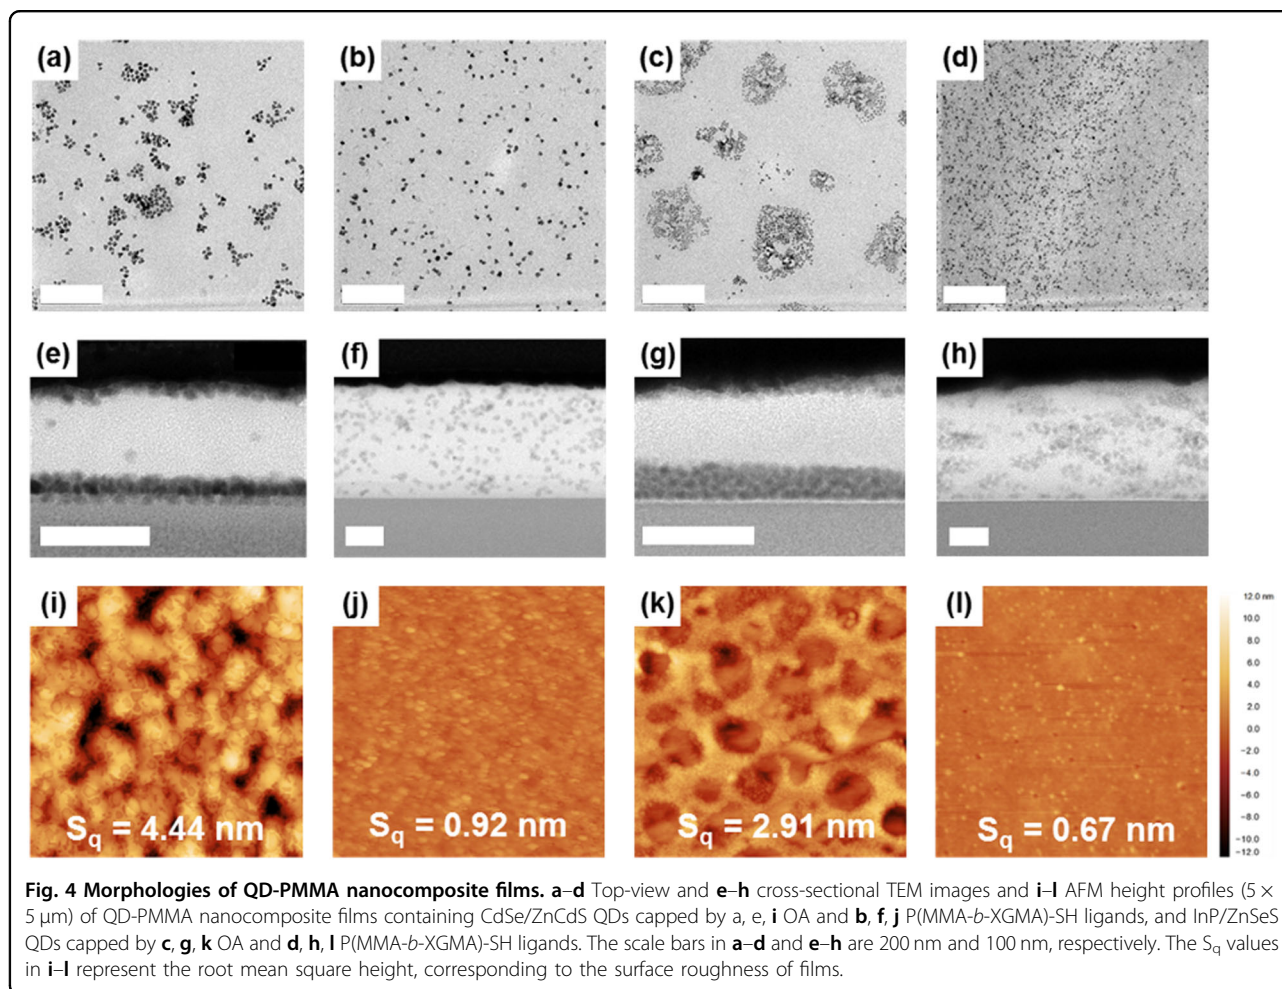 (a)
(b)
(c)
(d)
(e)
(f)
(g)
(h)
(i)
(j)
(k)
(l)
12.0 nm
10.0
8.0
6.0
4.0
2.0
0.0
−2.0
−4.0
−6.0
−8.0
−10.0
−12.0
Sq = 4.44 nm
Sq = 0.92 nm
Sq = 2.91 nm
Sq = 0.67 nm
Fig. 4 Morphologies of QD-PMMA nanocomposite films. a–d Top-view and e–h cross-sectional TEM images and i–l AFM height profiles (5 ×
5 μm) of QD-PMMA nanocomposite films containing CdSe/ZnCdS QDs capped by a, e, i OA and b, f, j P(MMA-b-XGMA)-SH ligands, and InP/ZnSeS
QDs capped by c, g, k OA and d, h, l P(MMA-b-XGMA)-SH ligands. The scale bars in a–d and e–h are 200 nm and 100 nm, respectively. The Sq values
in i–l represent the root mean square height, corresponding to the surface roughness of films.